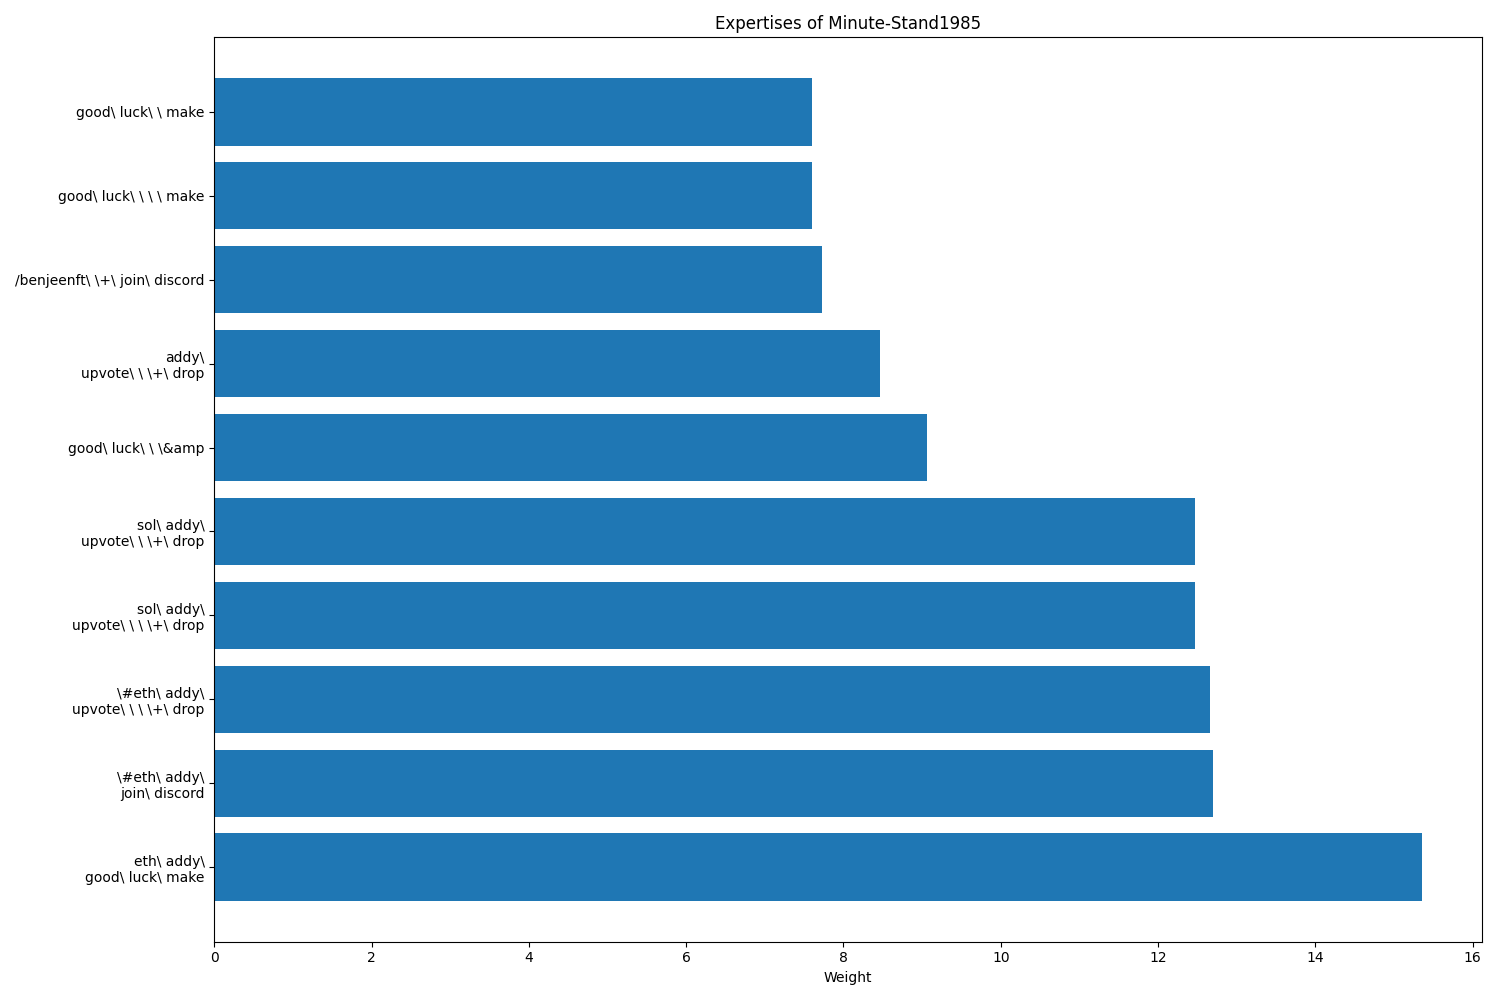 Expertises of Minute-Stand1985
good\ luck\ \ make
good\ luck\ \ \ \ make
/benjeenft\ \+\ join\ discord
addy\
upvote\ \ \+\ drop
good\ luck\ \ \&amp
sol\ addy\
upvote\ \ \+\ drop
sol\ addy\
upvote\ \ \ \+\ drop
\#eth\ addy\
upvote\ \ \ \+\ drop
\#eth\ addy\
join\ discord
eth\ addy\
good\ luck\ make
0 2 4 6 8 10 12 14 16
Weight